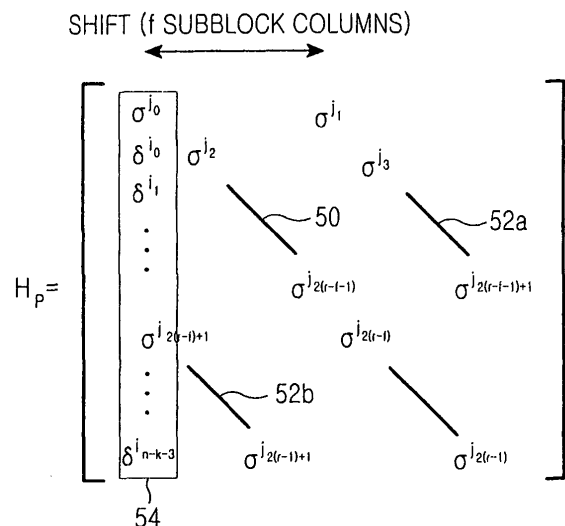 SHIFT (f SUBBLOCK COLUMNS)
σ^{j_0} σ^{j_1}
δ^{i_0} σ^{j_2} σ^{j_3}
δ^{i_1}
50 52a
σ^{j_{2(r-f-1)}} σ^{j_{2(r-f-1)+1}}
H_P=
σ^{j_{2(r-f)+1}} σ^{j_{2(r-f)}}
52b
δ^{i_{n-k-3}} σ^{j_{2(r-1)+1}} σ^{j_{2(r-1)}}
54